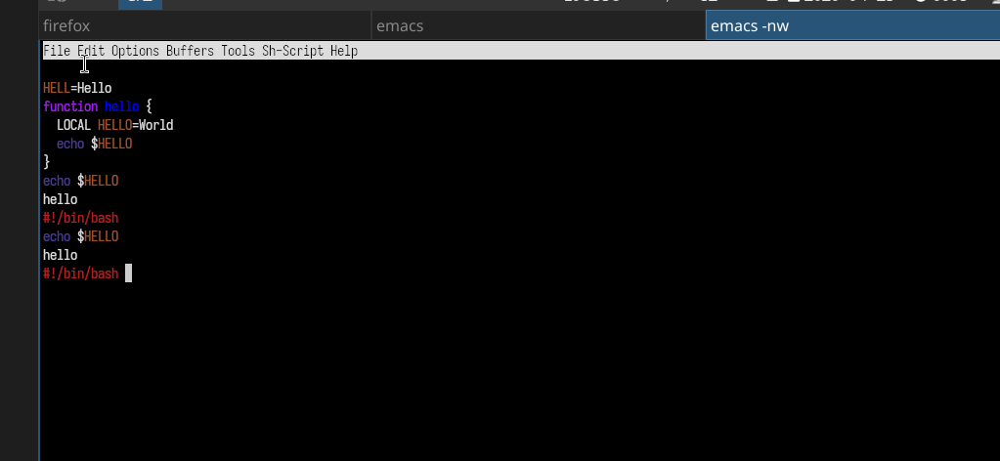 firefox
emacs
emacs -nw
File Edit Options Buffers Tools Sh-Script Help
HELL=Hello
function hello {
  LOCAL HELLO=World
  echo $HELLO
}
echo $HELLO
hello
#!/bin/bash
echo $HELLO
hello
#!/bin/bash